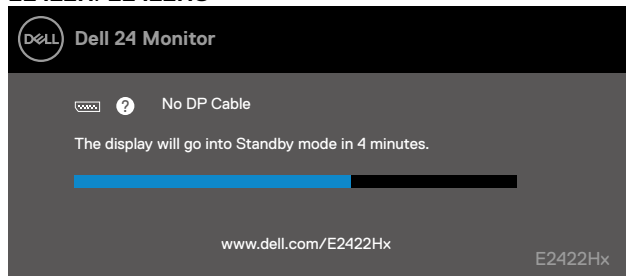 DELL Dell 24 Monitor
? No DP Cable
The display will go into Standby mode in 4 minutes.
www.dell.com/E2422Hx
E2422Hx